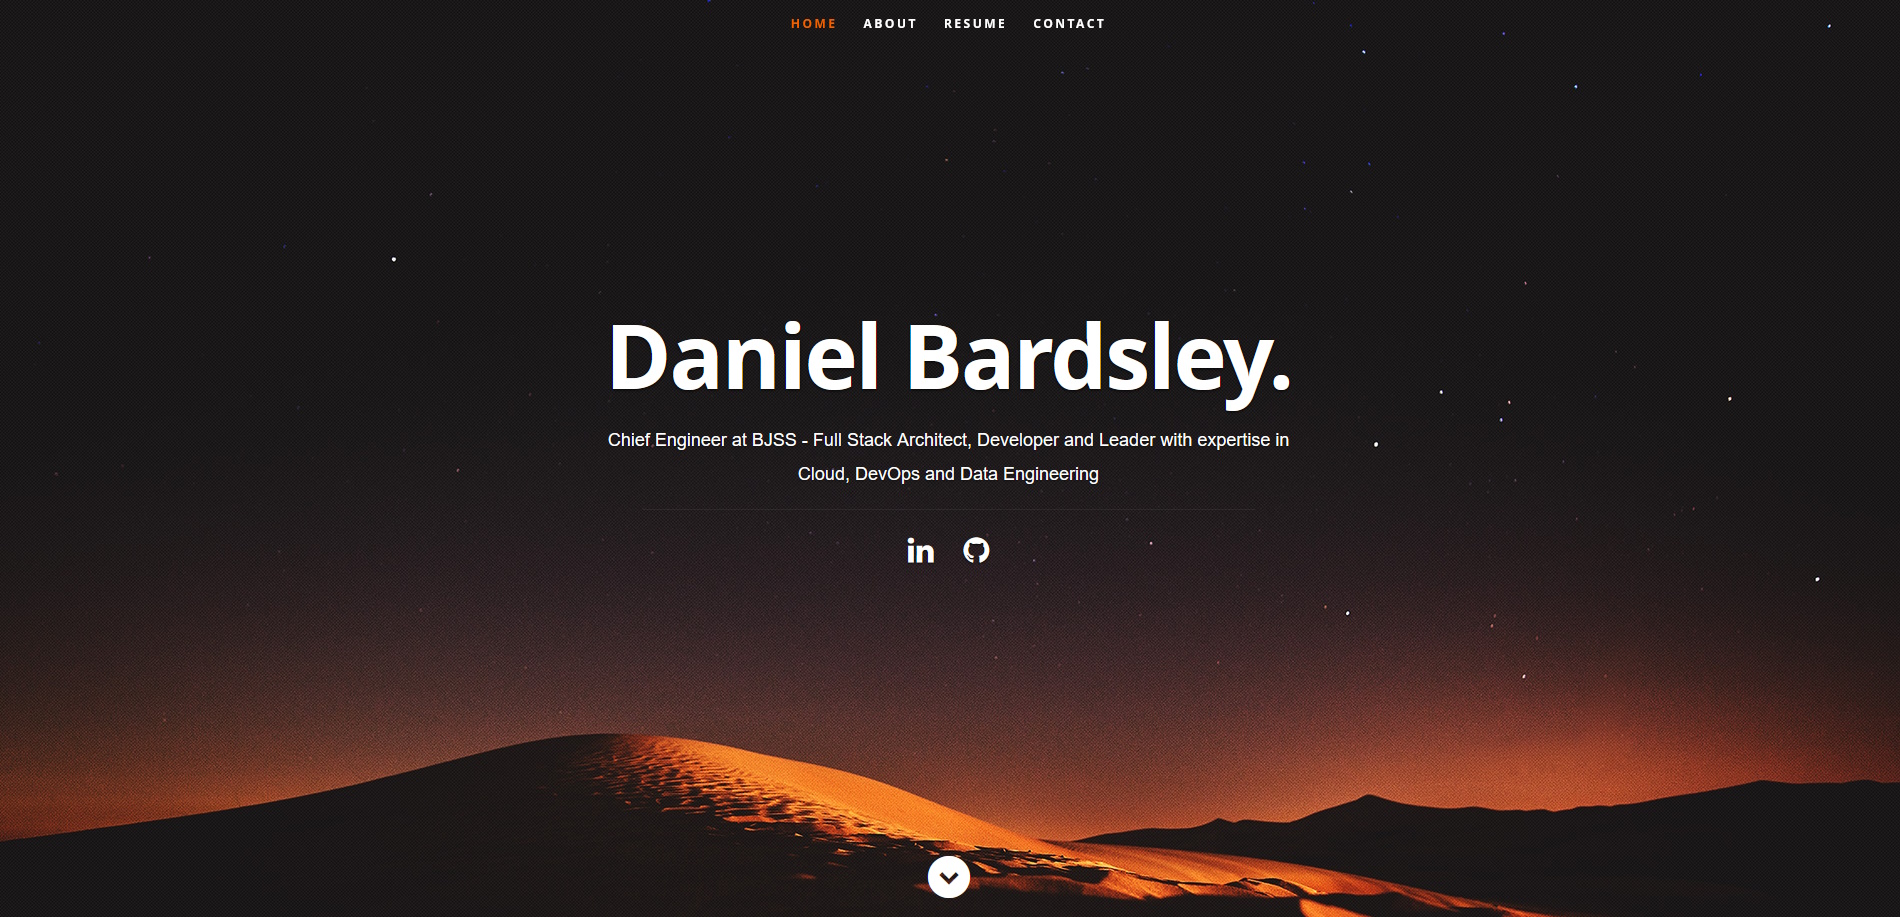 HOME ABOUT RESUME CONTACT
Daniel Bardsley.
Chief Engineer at BJSS - Full Stack Architect, Developer and Leader with expertise in
Cloud, DevOps and Data Engineering
in